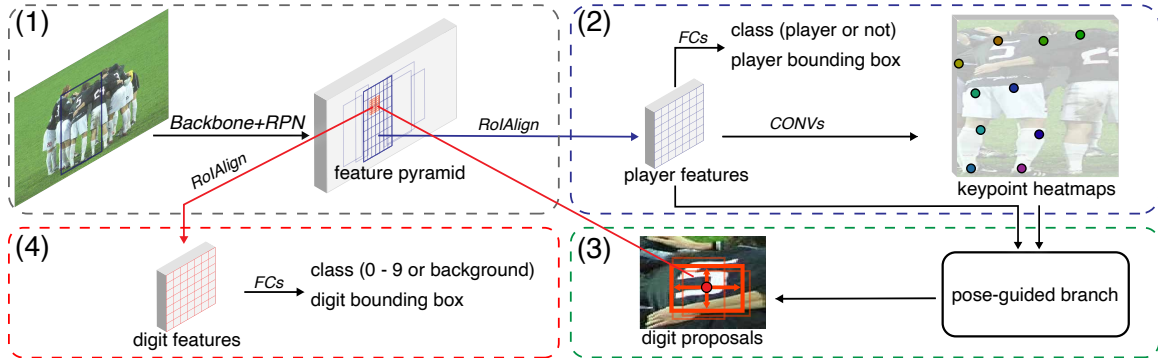 (1)
Backbone+RPN
feature pyramid
RoIAlign
RoIAlign
(2)
FCs
class (player or not)
player bounding box
CONVs
player features
keypoint heatmaps
(4)
FCs
class (0 - 9 or background)
digit bounding box
digit features
(3)
digit proposals
pose-guided branch